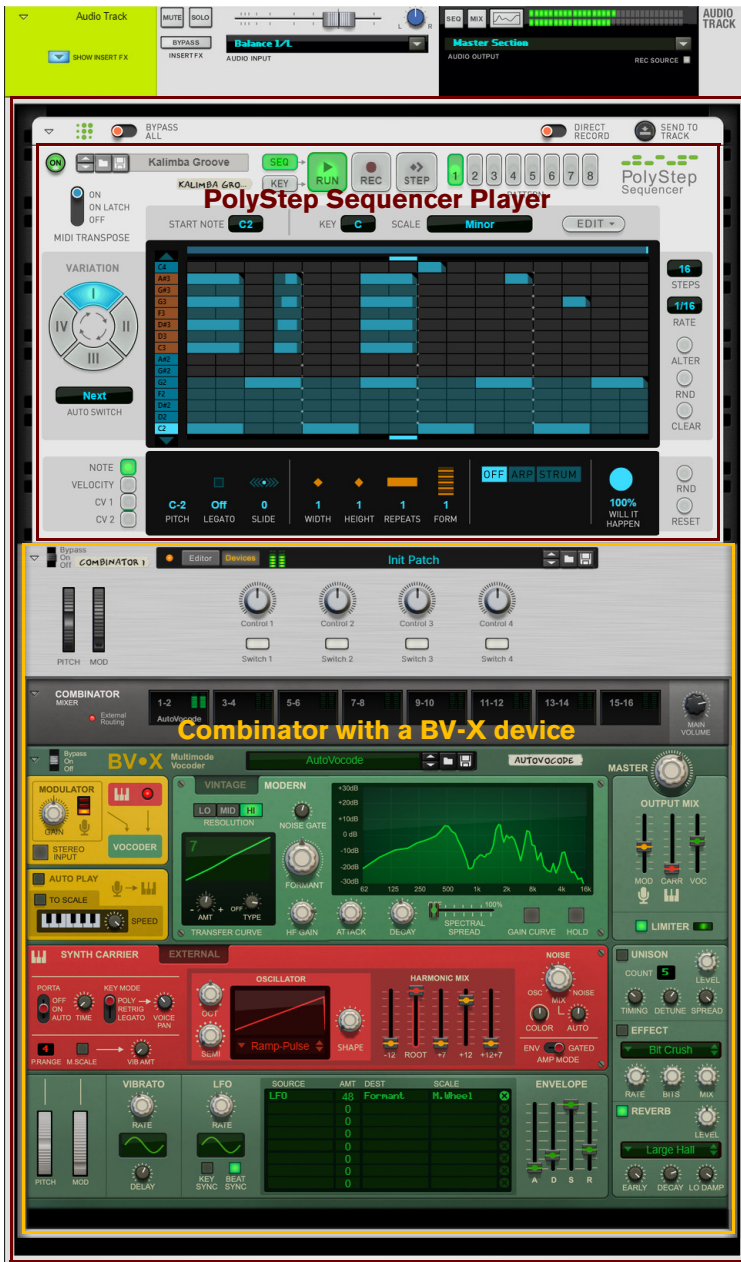 Audio Track
MUTE SOLO
L R
SEQ MIX
AUDIO TRACK
SHOW INSERT FX
BYPASS
INSERT FX
Balance 1/L
AUDIO INPUT
Master Section
AUDIO OUTPUT
REC SOURCE
BYPASS ALL
DIRECT RECORD
SEND TO TRACK
ON
Kalimba Groove
SEQ
KEY
RUN
REC
STEP
1 2 3 4 5 6 7 8
PATTERN
PolyStep
Sequencer
KALIMBA GRO...
ON
ON LATCH
OFF
MIDI TRANSPOSE
PolyStep Sequencer Player
START NOTE C2
KEY C
SCALE Minor
EDIT
VARIATION
I
II
III
IV
Next
AUTO SWITCH
C4
A#3
G#3
G3
F3
D#3
D3
C3
A#2
G#2
G2
F2
D#2
D2
C2
16
STEPS
1/16
RATE
ALTER
RND
CLEAR
NOTE
VELOCITY
CV 1
CV 2
C-2 Off 0 1 1 1 1
PITCH LEGATO SLIDE WIDTH HEIGHT REPEATS FORM
OFF ARP STRUM
100%
WILL IT
HAPPEN
RND
RESET
Bypass
On
Off
COMBINATOR 1
Editor Devices
Init Patch
Control 1 Control 2 Control 3 Control 4
Switch 1 Switch 2 Switch 3 Switch 4
PITCH MOD
COMBINATOR
MIXER
External
Routing
1-2 3-4 5-6 7-8 9-10 11-12 13-14 15-16
AutoVocode
MAIN
VOLUME
Combinator with a BV-X device
Bypass
On
Off
BV•X
Multimode
Vocoder
AutoVocode
AUTOVOCODE
MASTER
MODULATOR
GAIN
STEREO
INPUT
VOCODER
AUTO PLAY
TO SCALE
SPEED
VINTAGE MODERN
LO MID HI
RESOLUTION
NOISE GATE
7
AMT
OFF TYPE
TRANSFER CURVE
FORMANT
+30dB
+20dB
+10dB
0 dB
-10dB
-20dB
-30dB
62 125 250 500 1k 2k 4k 8k 16k
HF GAIN ATTACK DECAY
100%
SPECTRAL
SPREAD
GAIN CURVE HOLD
OUTPUT MIX
MOD CARR VOC
LIMITER
SYNTH CARRIER EXTERNAL
PORTA
OFF
ON
AUTO TIME
KEY MODE
POLY
RETRIG
LEGATO
VOICE
PAN
4
P.RANGE M.SCALE VIB AMT
OSCILLATOR
OCT
SEMI
Ramp-Pulse
SHAPE
HARMONIC MIX
-12 ROOT +7 +12 +12+7
NOISE
OSC NOISE
MIX
COLOR AUTO
ENV GATED
AMP MODE
UNISON
COUNT 5
LEVEL
TIMING DETUNE SPREAD
EFFECT
Bit Crush
RATE BITS MIX
REVERB
LEVEL
Large Hall
EARLY DECAY LO DAMP
PITCH MOD
VIBRATO
RATE
DELAY
LFO
RATE
KEY
SYNC
BEAT
SYNC
SOURCE AMT DEST SCALE
LFO 48 Formant M.Wheel
0
0
0
0
0
0
0
ENVELOPE
A D S R